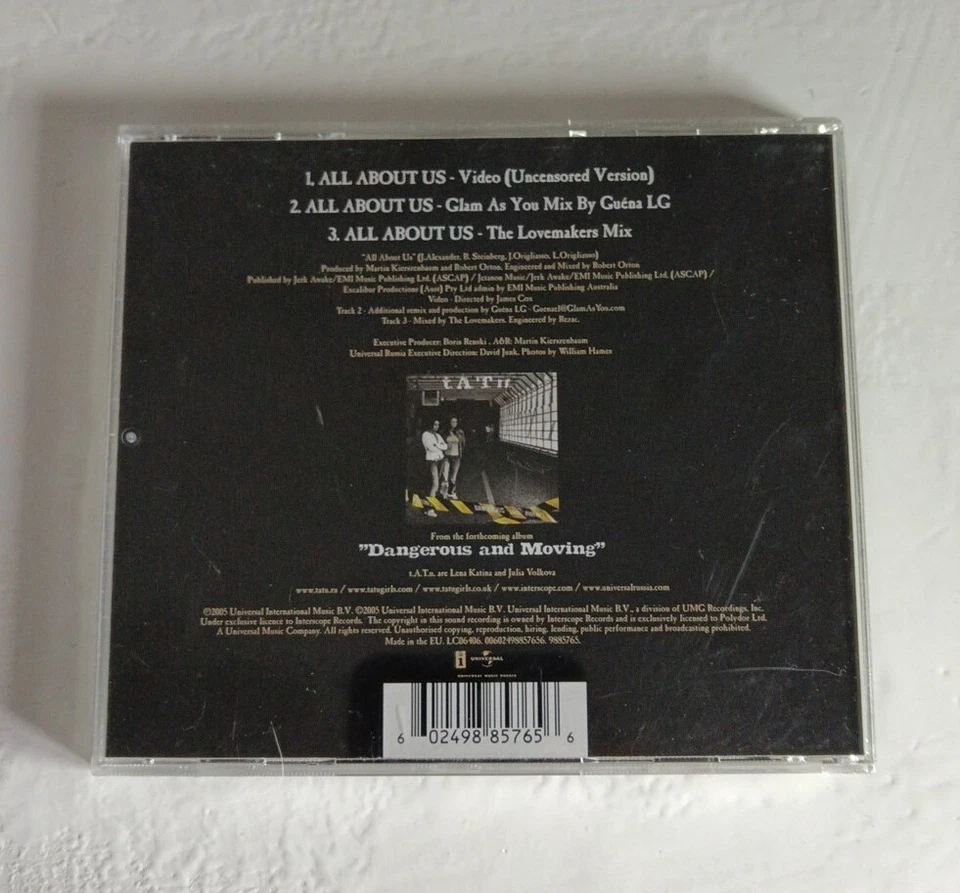 1. ALL ABOUT US - Video (Uncensored Version)
2. ALL ABOUT US - Glam As You Mix By Guéna LG
3. ALL ABOUT US - The Lovemakers Mix
"All About Us" (J.Alexander, B. Steinberg, J.Origliasso, L.Origliasso)
Produced by Martin Kierszenbaum and Robert Orton. Engineered and Mixed by Robert Orton
Published by Jerk Awake/EMI Music Publishing Ltd. (ASCAP) / Jetanon Music/Jerk Awake/EMI Music Publishing Ltd. (ASCAP) /
Excalibur Productions (Aust) Pty Ltd admin by EMI Music Publishing Australia
Video - Directed by James Cox
Track 2 - Additional remix and production by Guéna LG - Guenael@GlamAsYou.com
Track 3 - Mixed by The Lovemakers. Engineered by Rezac.
Executive Producer: Boris Renski , A&R: Martin Kierszenbaum
Universal Russia Executive Direction: David Junk, Photos by William Hames
t.A.T.u.
From the forthcoming album
"Dangerous and Moving"
t.A.T.u. are Lena Katina and Julia Volkova
www.tatu.ru / www.tatugirls.com / www.tatugirls.co.uk / www.interscope.com / www.universalrussia.com
©2005 Universal International Music B.V. ©2005 Universal International Music B.V. Universal International Music B.V., a division of UMG Recordings, Inc.
Under exclusive licence to Interscope Records. The copyright in this sound recording is owned by Interscope Records and is exclusively licensed to Polydor Ltd.
A Universal Music Company. All rights reserved. Unauthorised copying, reproduction, hiring, lending, public performance and broadcasting prohibited.
Made in the EU. LC06406. 00602498857656. 9885765.
i UNIVERSAL
UNIVERSAL MUSIC RUSSIA
6 02498 85765 6